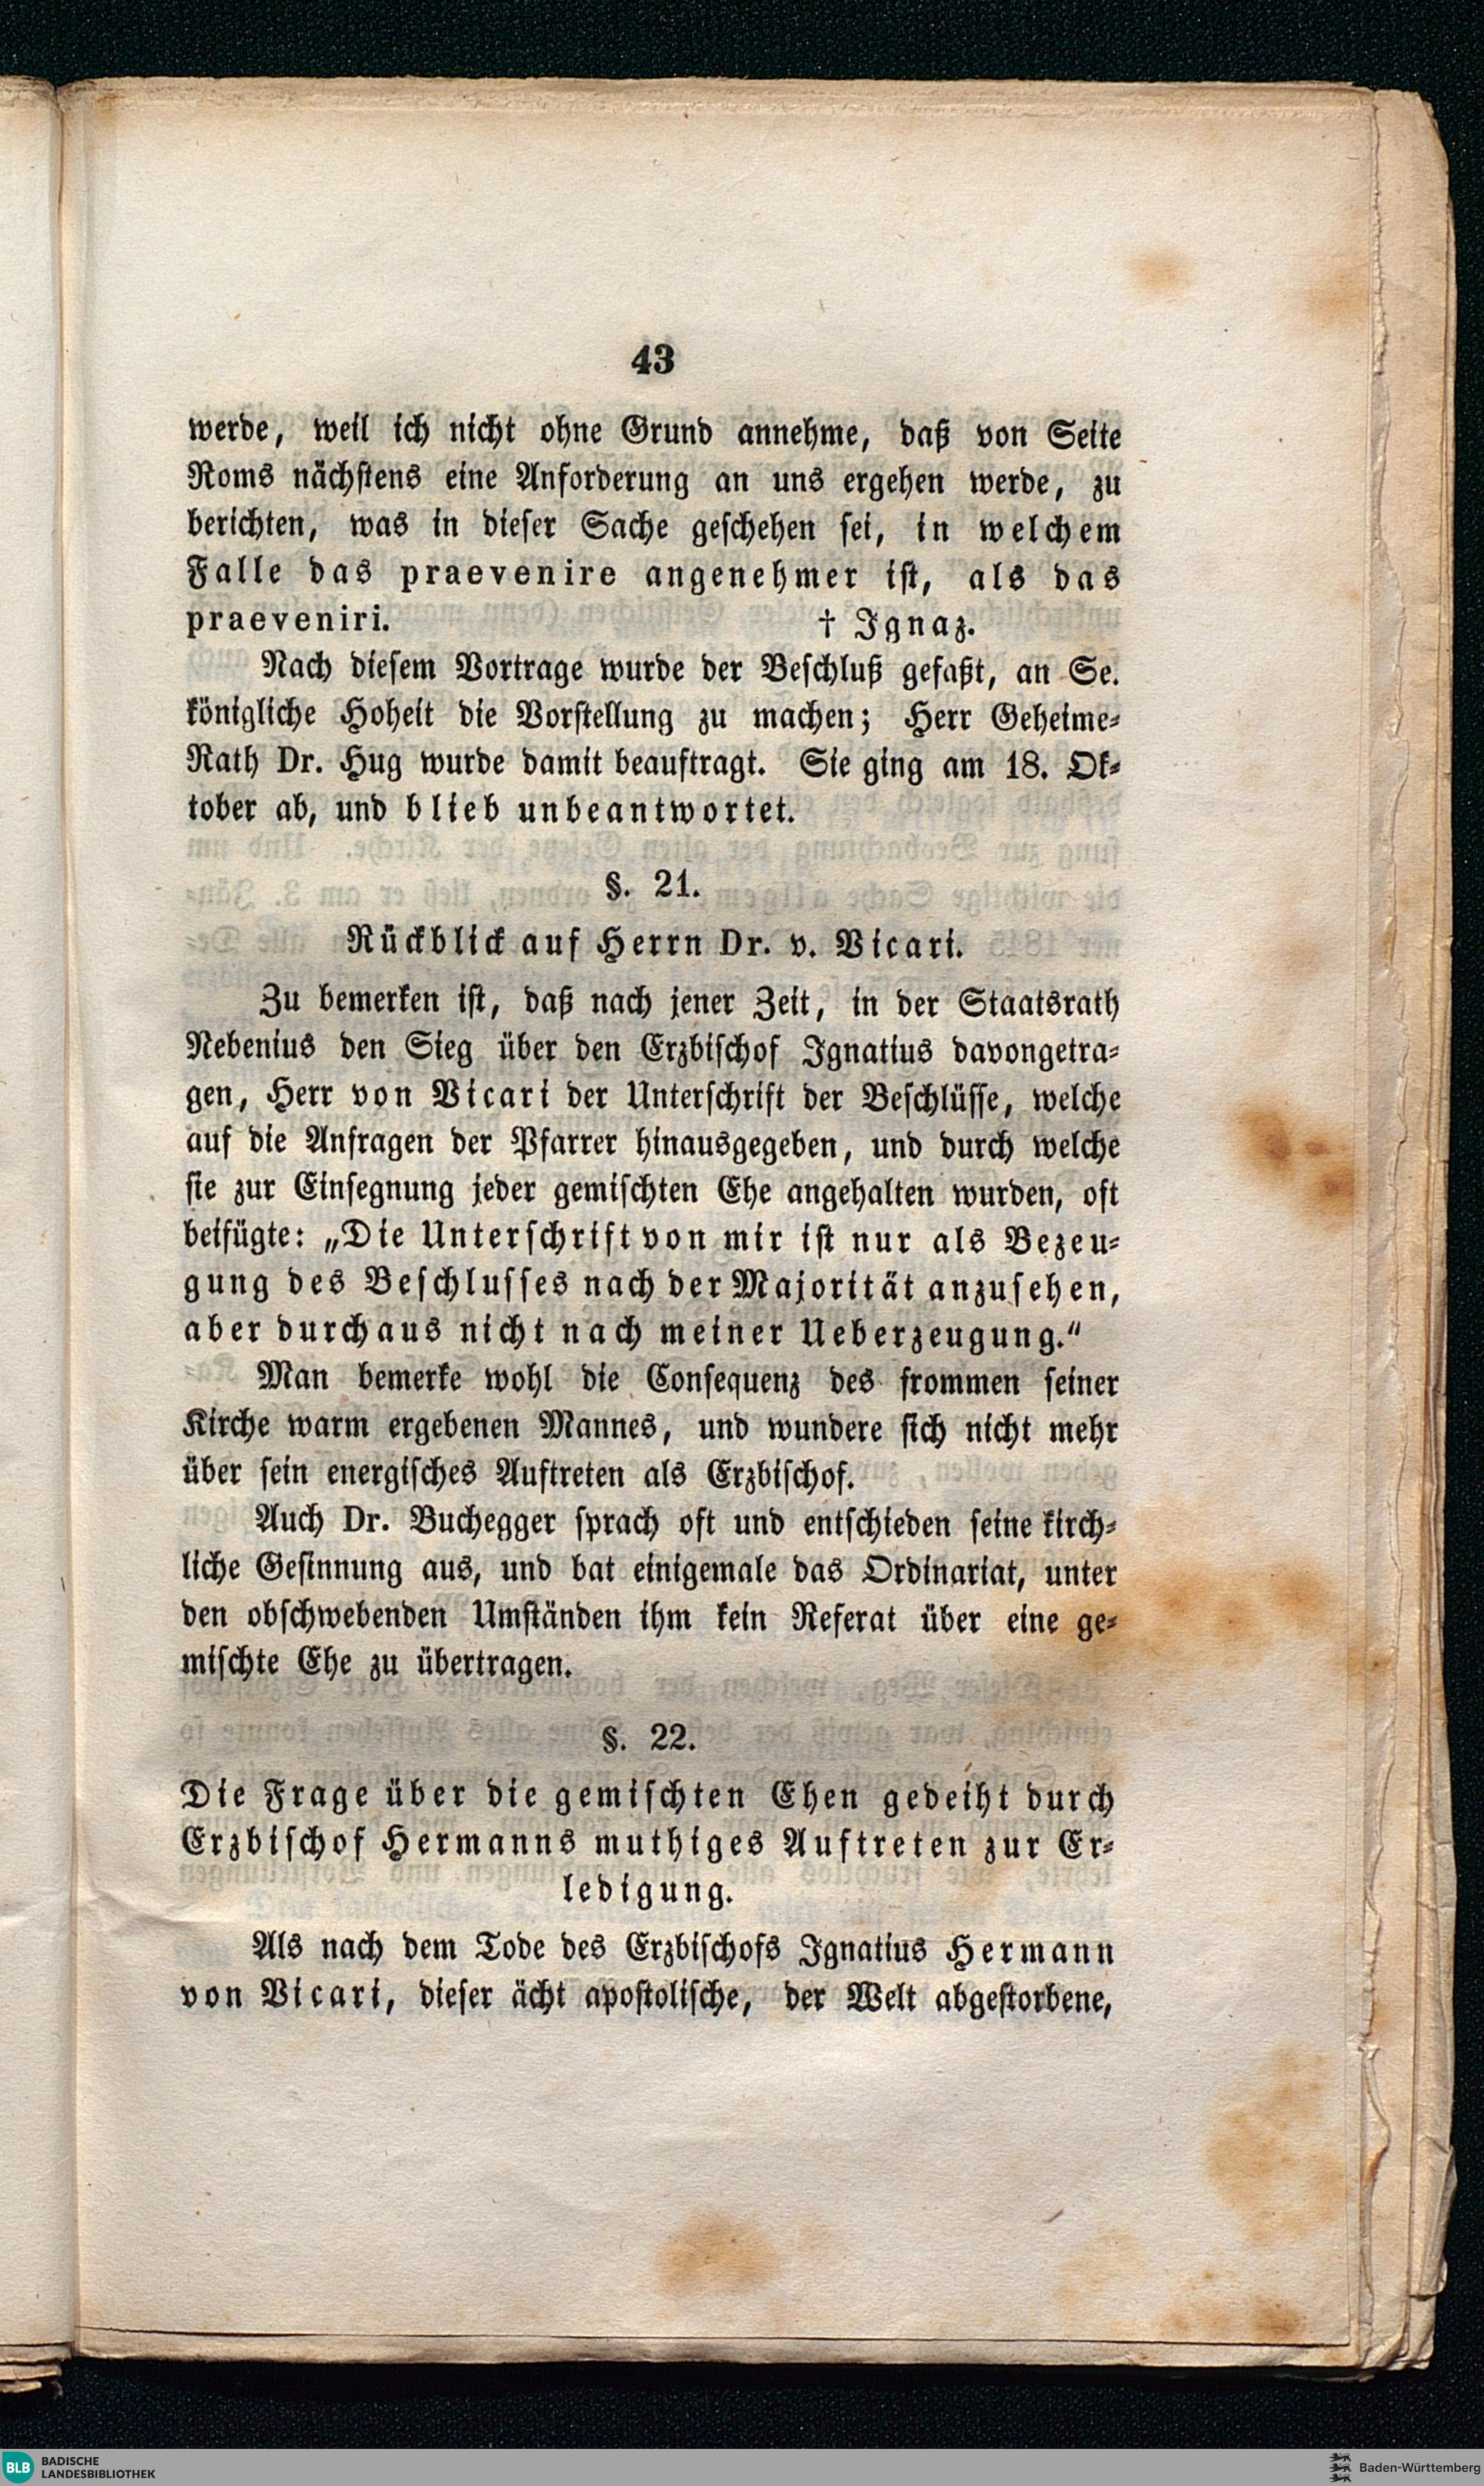 43
werde, weil ich nicht ohne Grund annehme, daß von Seite
Roms nächstens eine Anforderung an uns ergehen werde, zu
berichten, was in dieser Sache geschehen sei, in welchem
Falle das praevenire angenehmer ist, als das
praeveniri. † Ignaz.
Nach diesem Vortrage wurde der Beschluß gefaßt, an Se.
königliche Hoheit die Vorstellung zu machen; Herr Geheime-
Rath Dr. Hug wurde damit beauftragt. Sie ging am 18. Ok-
tober ab, und blieb unbeantwortet.
§. 21.
Rückblick auf Herrn Dr. v. Vicari.
Zu bemerken ist, daß nach jener Zeit, in der Staatsrath
Nebenius den Sieg über den Erzbischof Ignatius davongetra-
gen, Herr von Vicari der Unterschrift der Beschlüsse, welche
auf die Anfragen der Pfarrer hinausgegeben, und durch welche
sie zur Einsegnung jeder gemischten Ehe angehalten wurden, oft
beifügte: „Die Unterschrift von mir ist nur als Bezeu-
gung des Beschlusses nach der Majorität anzusehen,
aber durchaus nicht nach meiner Ueberzeugung.“
Man bemerke wohl die Consequenz des frommen seiner
Kirche warm ergebenen Mannes, und wundere sich nicht mehr
über sein energisches Auftreten als Erzbischof.
Auch Dr. Buchegger sprach oft und entschieden seine kirch-
liche Gesinnung aus, und bat einigemale das Ordinariat, unter
den obschwebenden Umständen ihm kein Referat über eine ge-
mischte Ehe zu übertragen.
§. 22.
Die Frage über die gemischten Ehen gedeiht durch
Erzbischof Hermanns muthiges Auftreten zur Er-
ledigung.
Als nach dem Tode des Erzbischofs Ignatius Hermann
von Vicari, dieser ächt apostolische, der Welt abgestorbene,
BLB BADISCHE
LANDESBIBLIOTHEK
Baden-Württemberg